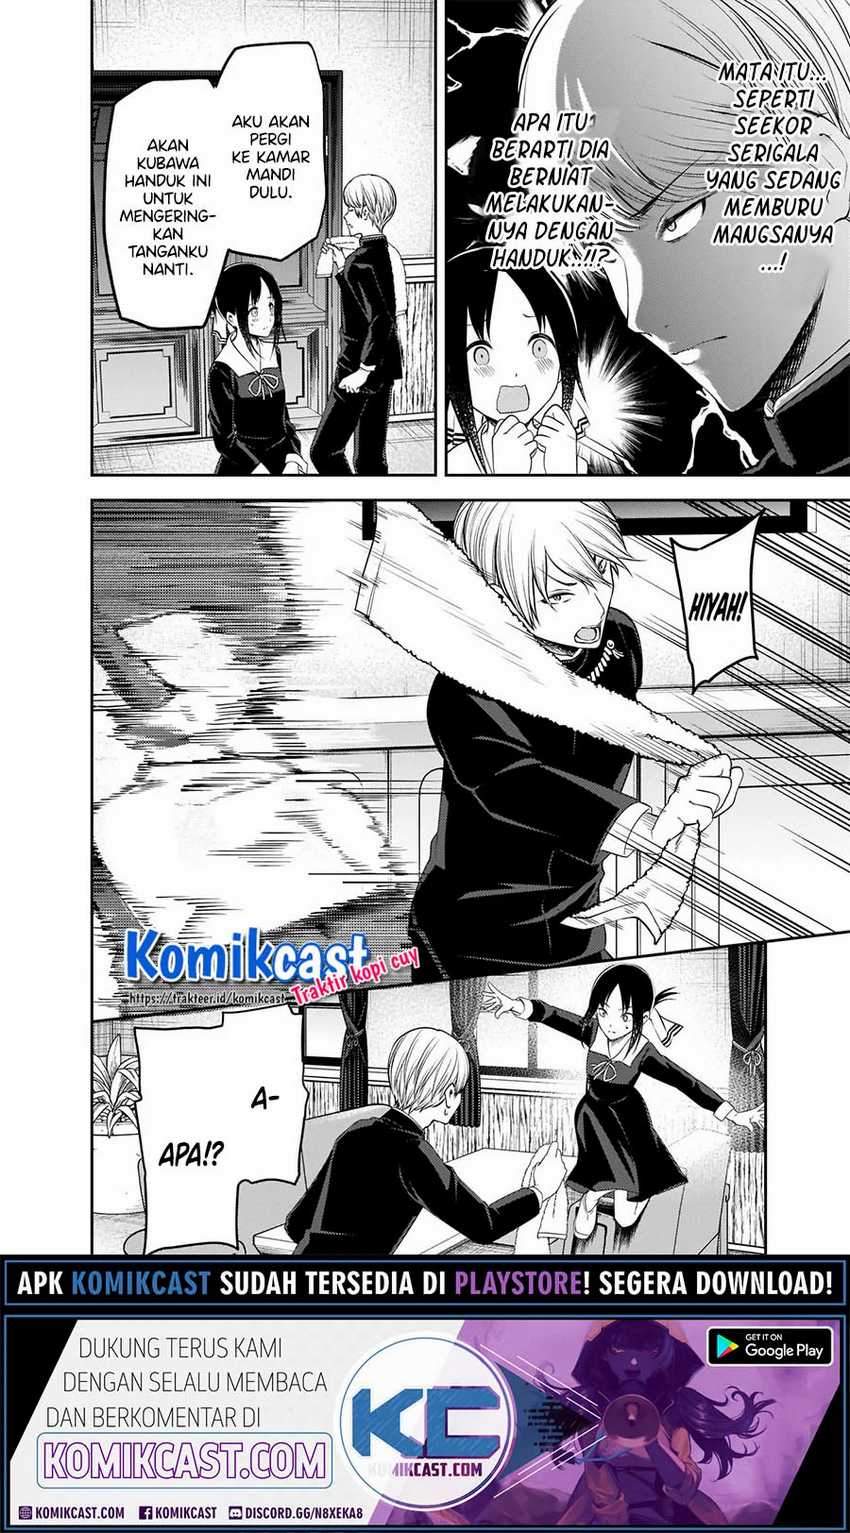 MATA ITU...
SEPERTI
SEEKOR
SERIGALA
YANG SEDANG
MEMBURU
MANGSANYA
...!
APA ITU
BERARTI DIA
BERNIAT
MELAKUKAN-
NYA DENGAN
HANDUK..!!?
AKU AKAN
PERGI
KE KAMAR
MANDI
DULU.
AKAN
KUBAWA
HANDUK INI
UNTUK
MENGERING-
KAN
TANGANKU
NANTI.
HIYAH!
Komikcast
Traktir kopi cuy
https://trakteer.id/komikcast
A-
APA!?
APK KOMIKCAST SUDAH TERSEDIA DI PLAYSTORE! SEGERA DOWNLOAD!
DUKUNG TERUS KAMI
DENGAN SELALU MEMBACA
DAN BERKOMENTAR DI
KOMIKCAST.COM
KOMIKCAST.COM
KOMIKCAST
DISCORD.GG/N8XEKA8
KC
KOMIKCAST.COM
GET IT ON
Google Play